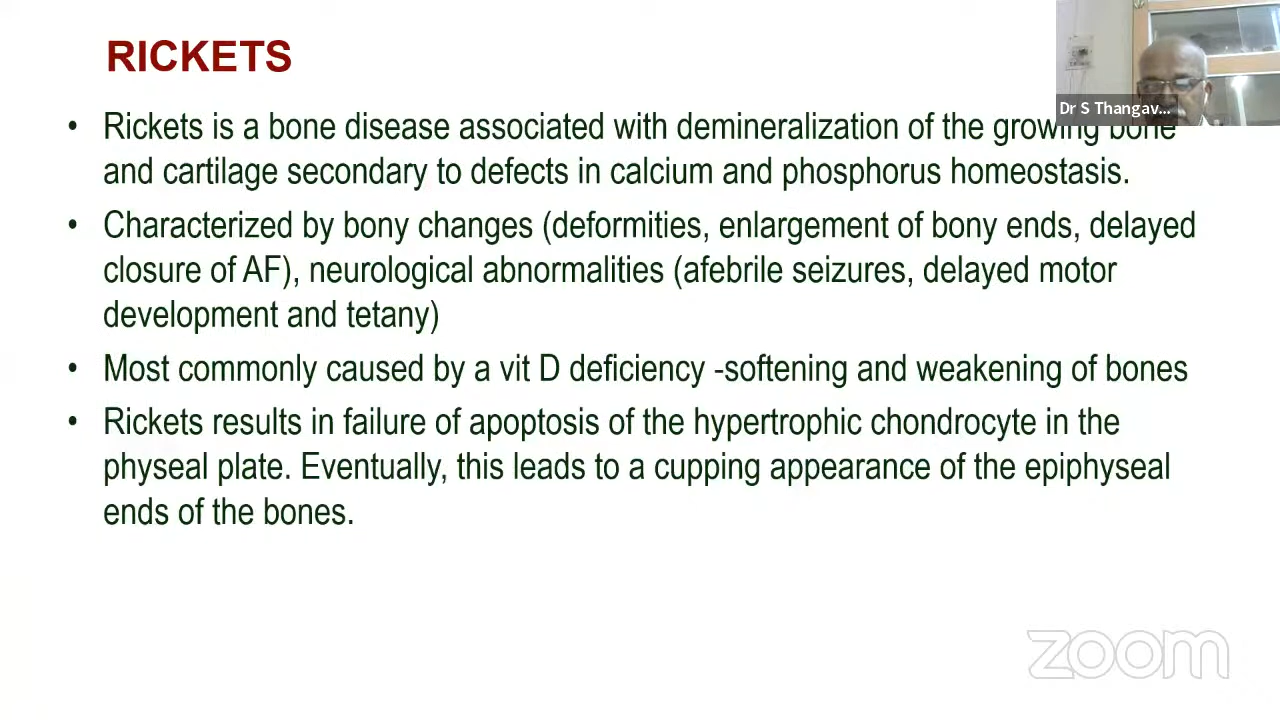 RICKETS
Dr S Thangav...
• Rickets is a bone disease associated with demineralization of the growing bone
and cartilage secondary to defects in calcium and phosphorus homeostasis.
• Characterized by bony changes (deformities, enlargement of bony ends, delayed
closure of AF), neurological abnormalities (afebrile seizures, delayed motor
development and tetany)
• Most commonly caused by a vit D deficiency -softening and weakening of bones
• Rickets results in failure of apoptosis of the hypertrophic chondrocyte in the
physeal plate. Eventually, this leads to a cupping appearance of the epiphyseal
ends of the bones.
zoom